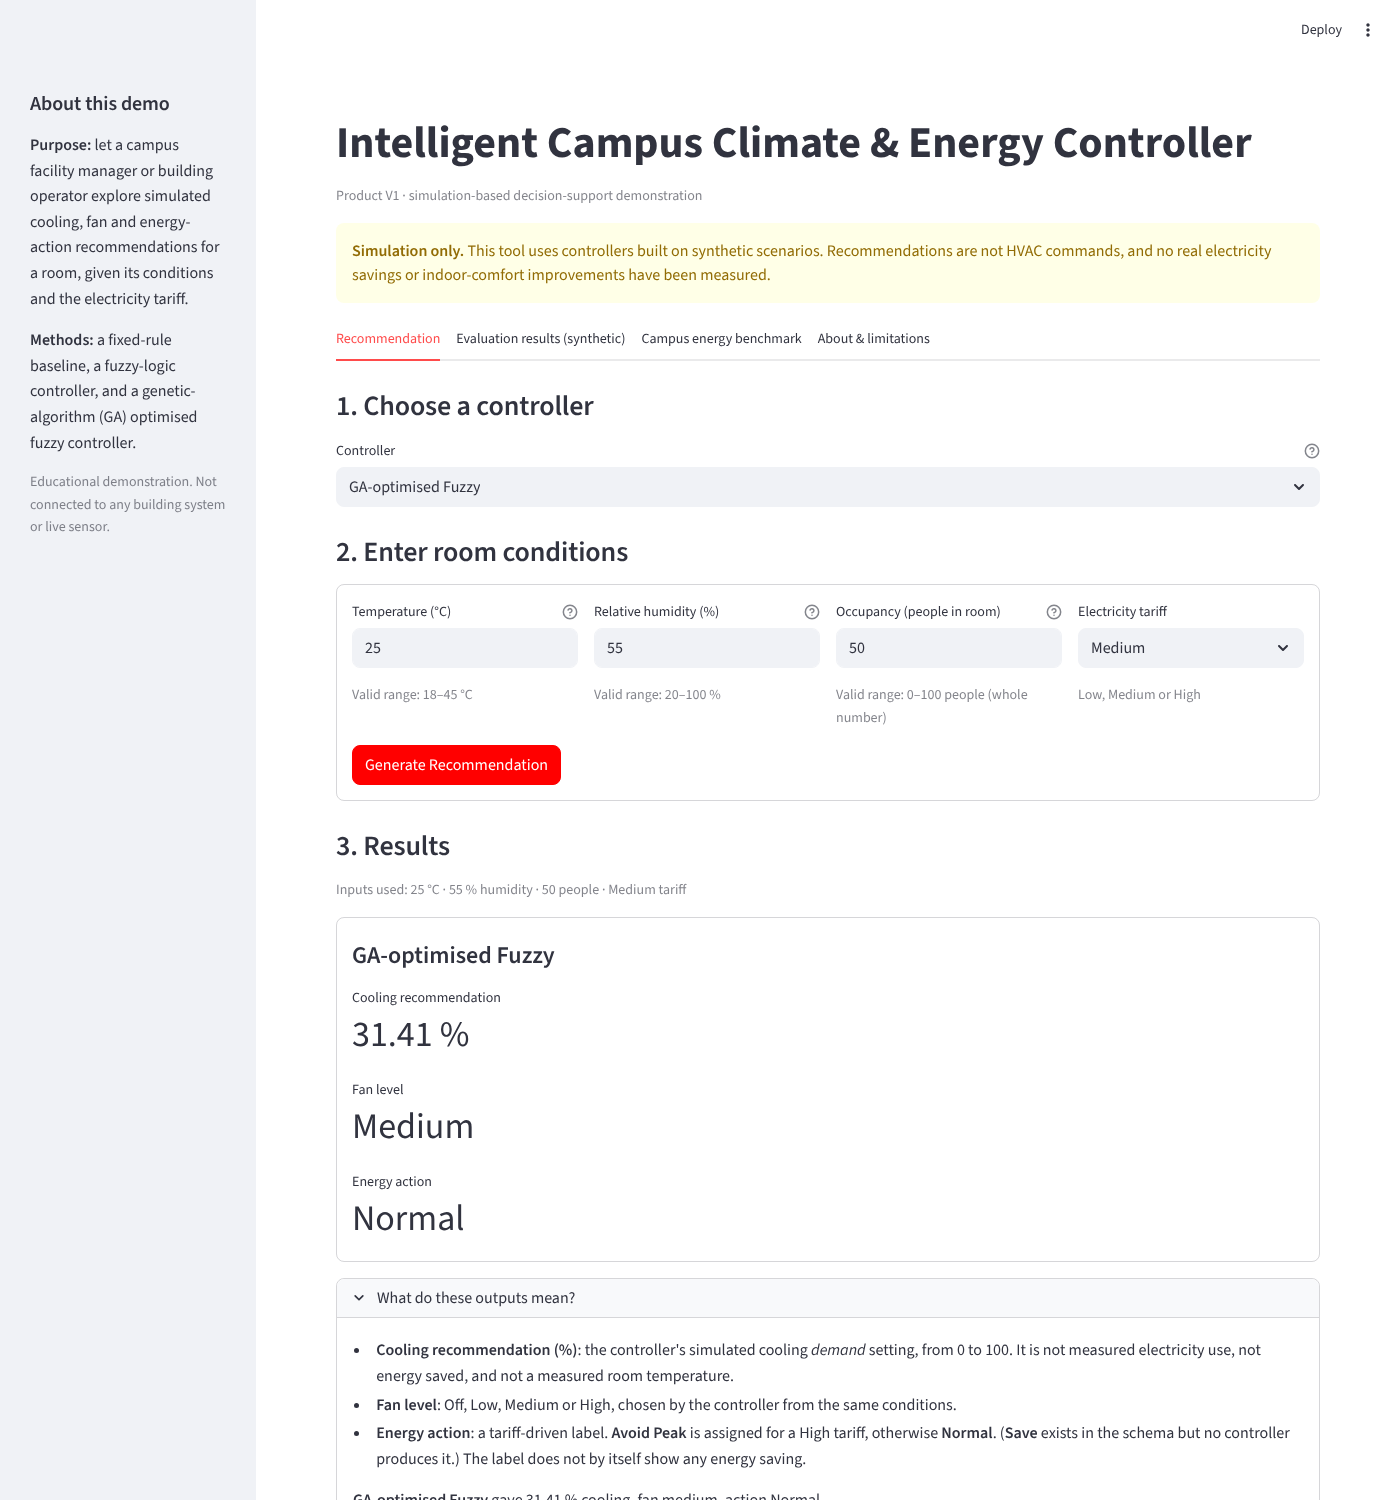 Deploy
About this demo
Purpose: let a campus
facility manager or building
operator explore simulated
cooling, fan and energy-
action recommendations for
a room, given its conditions
and the electricity tariff.
Methods: a fixed-rule
baseline, a fuzzy-logic
controller, and a genetic-
algorithm (GA) optimised
fuzzy controller.
Educational demonstration. Not
connected to any building system
or live sensor.
Intelligent Campus Climate & Energy Controller
Product V1 · simulation-based decision-support demonstration
Simulation only. This tool uses controllers built on synthetic scenarios. Recommendations are not HVAC commands, and no real electricity
savings or indoor-comfort improvements have been measured.
Recommendation Evaluation results (synthetic) Campus energy benchmark About & limitations
1. Choose a controller
Controller
GA-optimised Fuzzy
2. Enter room conditions
Temperature (°C) Relative humidity (%) Occupancy (people in room) Electricity tariff
25 55 50 Medium
Valid range: 18–45 °C Valid range: 20–100 % Valid range: 0–100 people (whole Low, Medium or High
number)
Generate Recommendation
3. Results
Inputs used: 25 °C · 55 % humidity · 50 people · Medium tariff
GA-optimised Fuzzy
Cooling recommendation
31.41 %
Fan level
Medium
Energy action
Normal
What do these outputs mean?
• Cooling recommendation (%): the controller's simulated cooling demand setting, from 0 to 100. It is not measured electricity use, not
energy saved, and not a measured room temperature.
• Fan level: Off, Low, Medium or High, chosen by the controller from the same conditions.
• Energy action: a tariff-driven label. Avoid Peak is assigned for a High tariff, otherwise Normal. (Save exists in the schema but no controller
produces it.) The label does not by itself show any energy saving.
GA-optimised Fuzzy gave 31.41 % cooling, fan medium, action Normal.